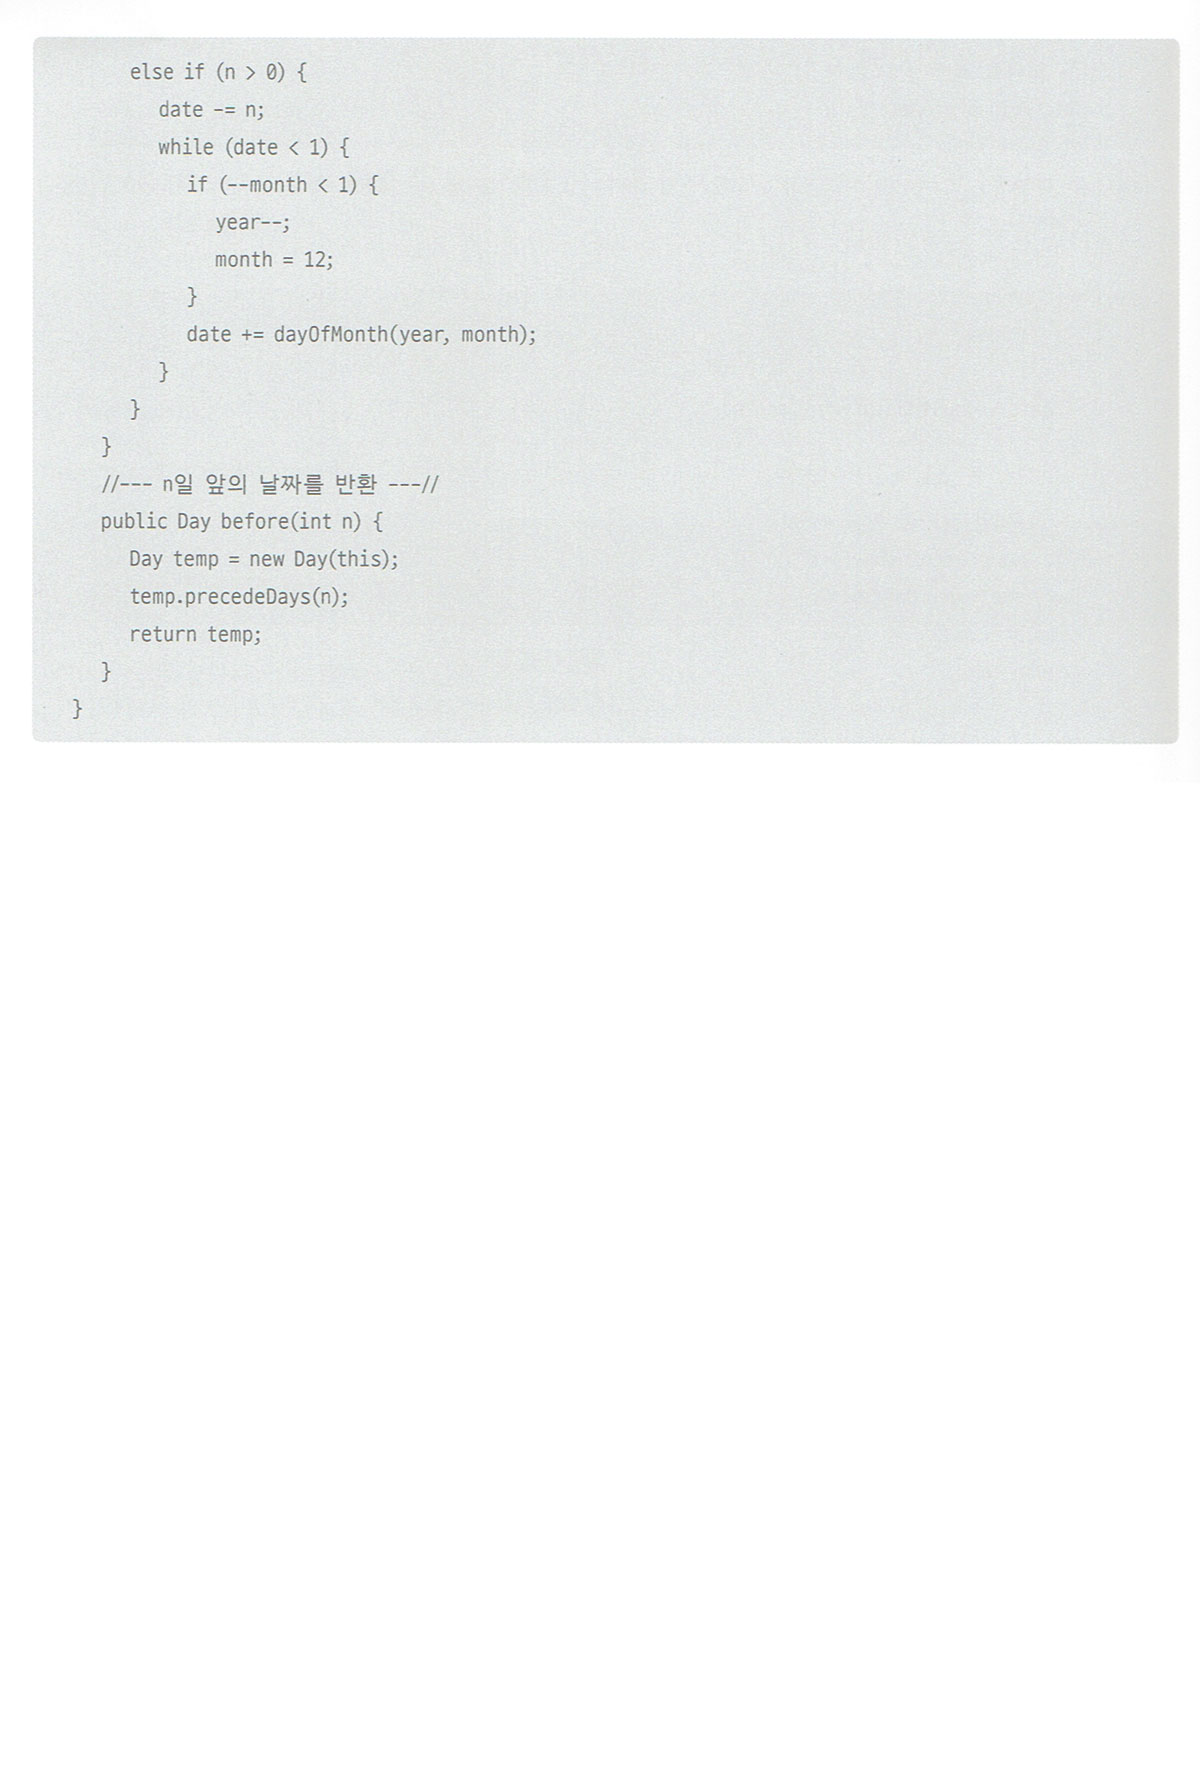 else if (n > 0) {
date -= n;
while (date < 1) {
if (--month < 1) {
year--;
month = 12;
}
date += dayOfMonth(year, month);
}
}
}
//--- n일 앞의 날짜를 반환 ---//
public Day before(int n) {
Day temp = new Day(this);
temp.precedeDays(n);
return temp;
}
}